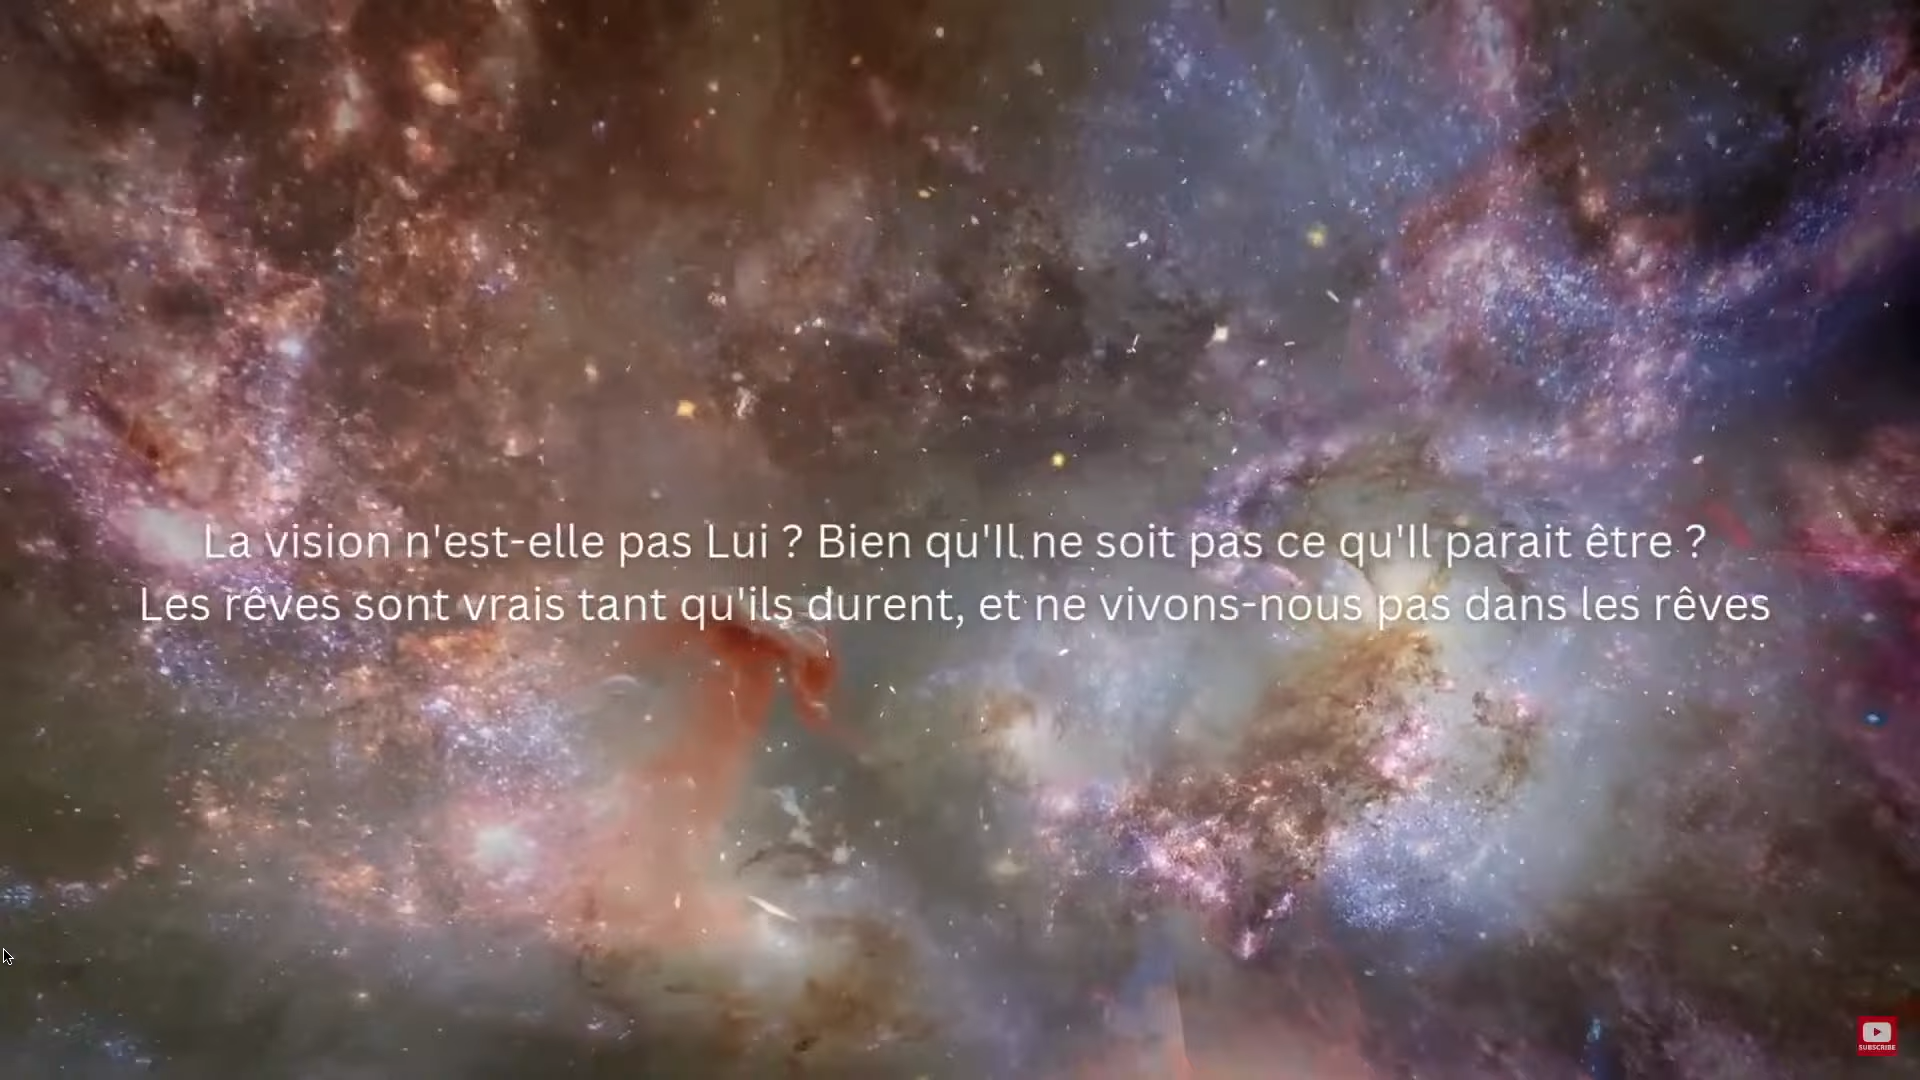 La vision n'est-elle pas Lui ? Bien qu'Il ne soit pas ce qu'Il parait être ?
Les rêves sont vrais tant qu'ils durent, et ne vivons-nous pas dans les rêves
SUBSCRIBE